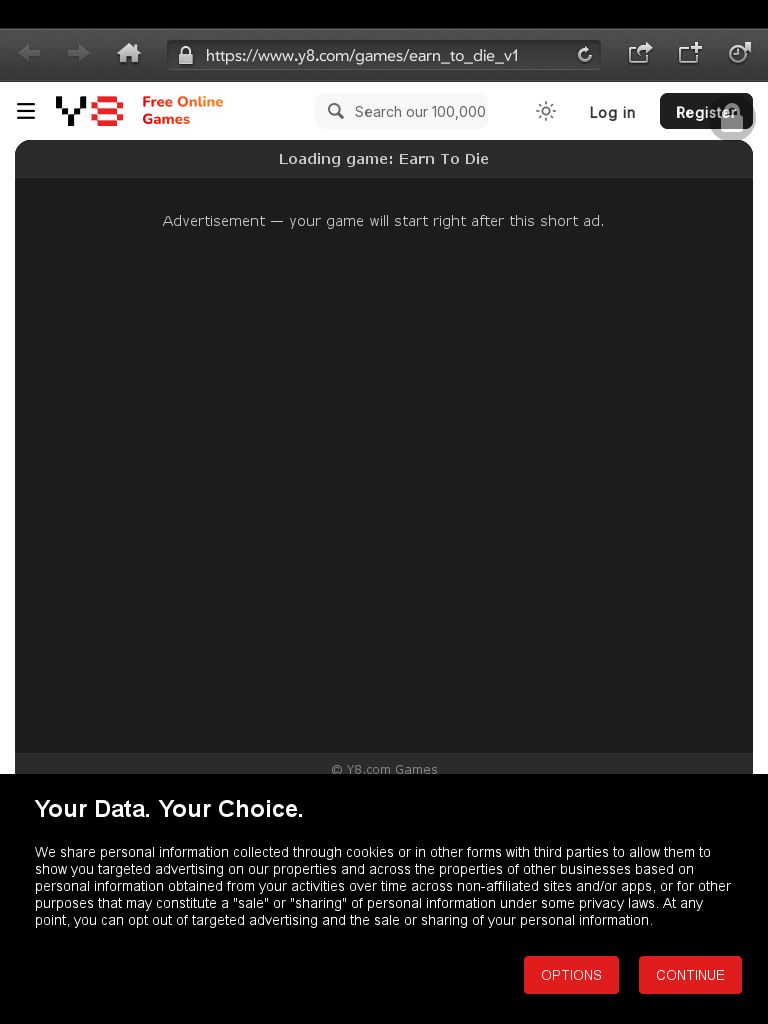 https://www.y8.com/games/earn_to_die_v1
Y8
Free Online
Games
Search our 100,000
Log in
Register
Loading game: Earn To Die
Advertisement — your game will start right after this short ad.
© Y8.com Games
Your Data. Your Choice.
We share personal information collected through cookies or in other forms with third parties to allow them to
show you targeted advertising on our properties and across the properties of other businesses based on
personal information obtained from your activities over time across non-affiliated sites and/or apps, or for other
purposes that may constitute a "sale" or "sharing" of personal information under some privacy laws. At any
point, you can opt out of targeted advertising and the sale or sharing of your personal information.
OPTIONS
CONTINUE